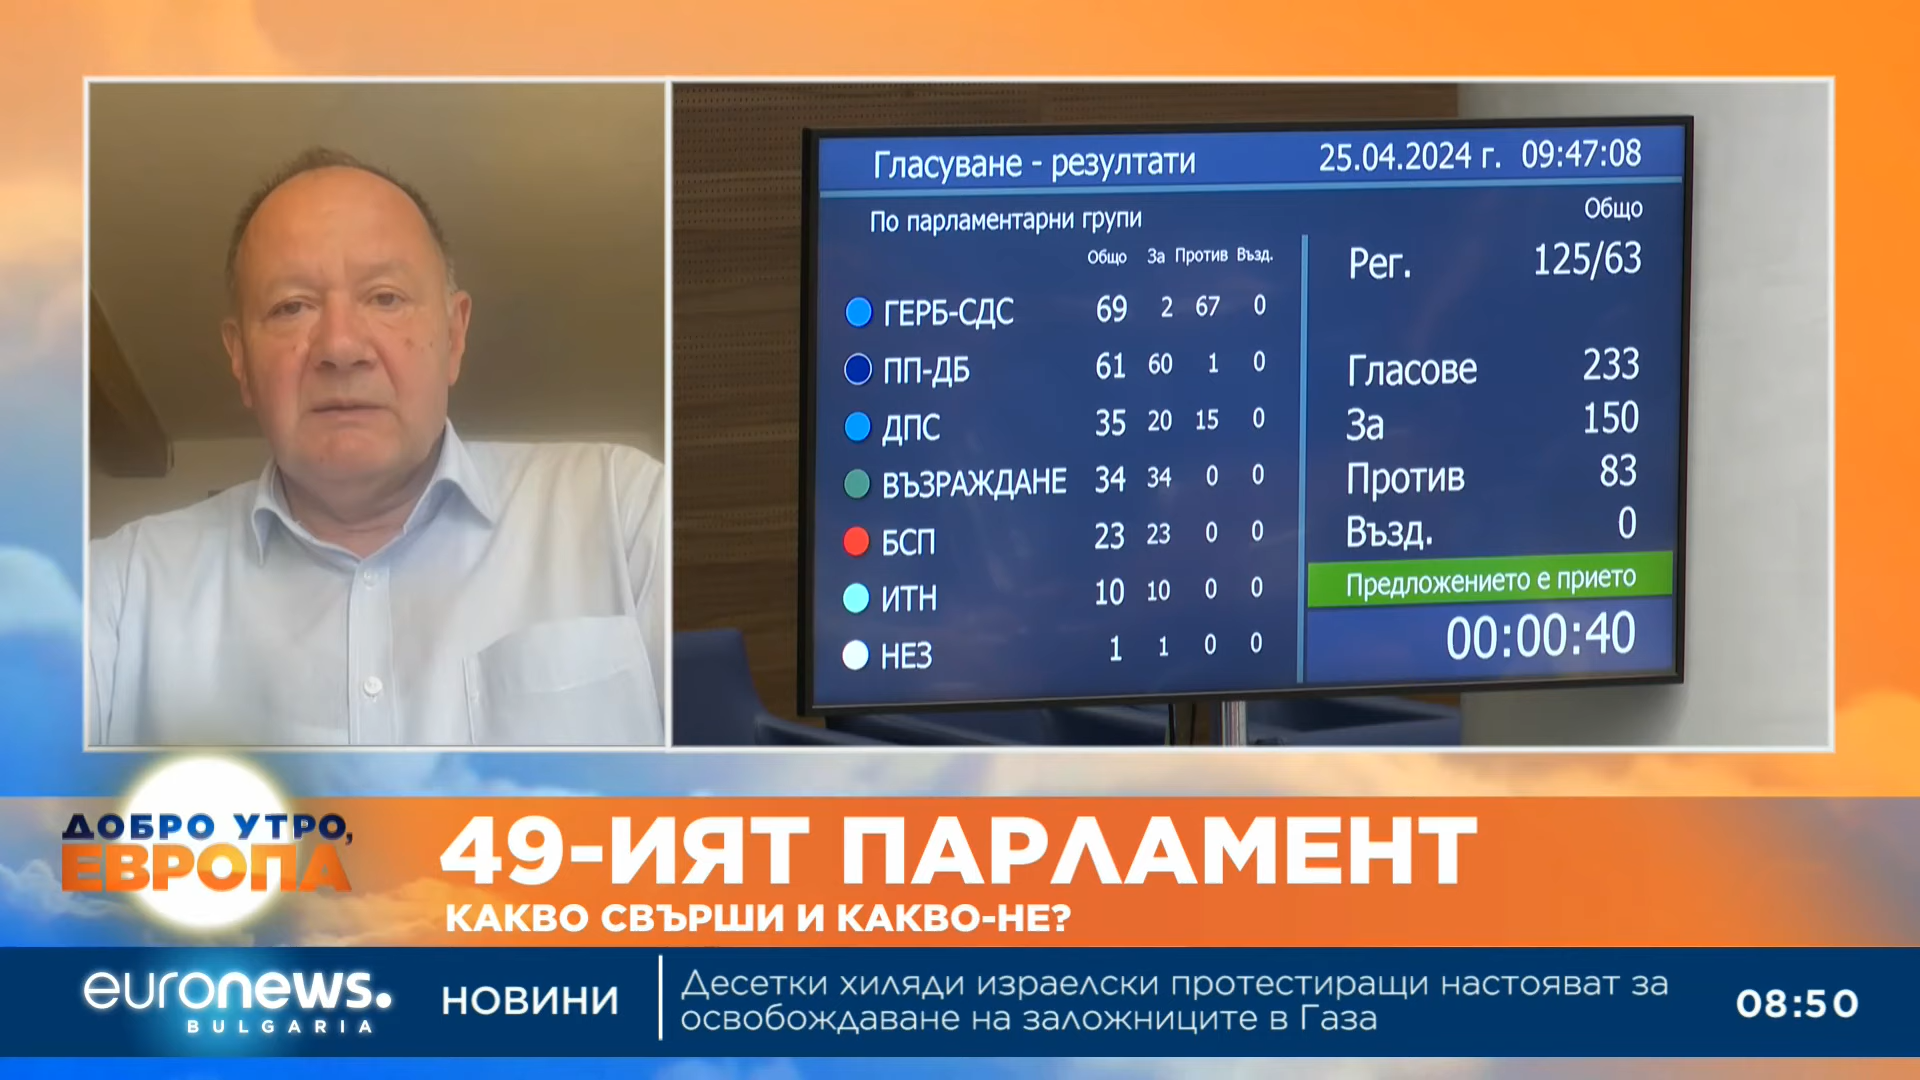 Гласуване - резултати 25.04.2024 г. 09:47:08
По парламентарни групи
Общо За Против Възд.
ГЕРБ-СДС 69 2 67 0
ПП-ДБ 61 60 1 0
ДПС 35 20 15 0
ВЪЗРАЖДАНЕ 34 34 0 0
БСП 23 23 0 0
ИТН 10 10 0 0
НЕЗ 1 1 0 0
Общо
Рег. 125/63
Гласове 233
За 150
Против 83
Възд. 0
Предложението е прието
00:00:40
ДОБРО УТРО,
ЕВРОПА
49-ИЯТ ПАРЛАМЕНТ
КАКВО СВЪРШИ И КАКВО-НЕ?
euronews.
BULGARIA
НОВИНИ
Десетки хиляди израелски протестиращи настояват за
освобождаване на заложниците в Газа
08:50